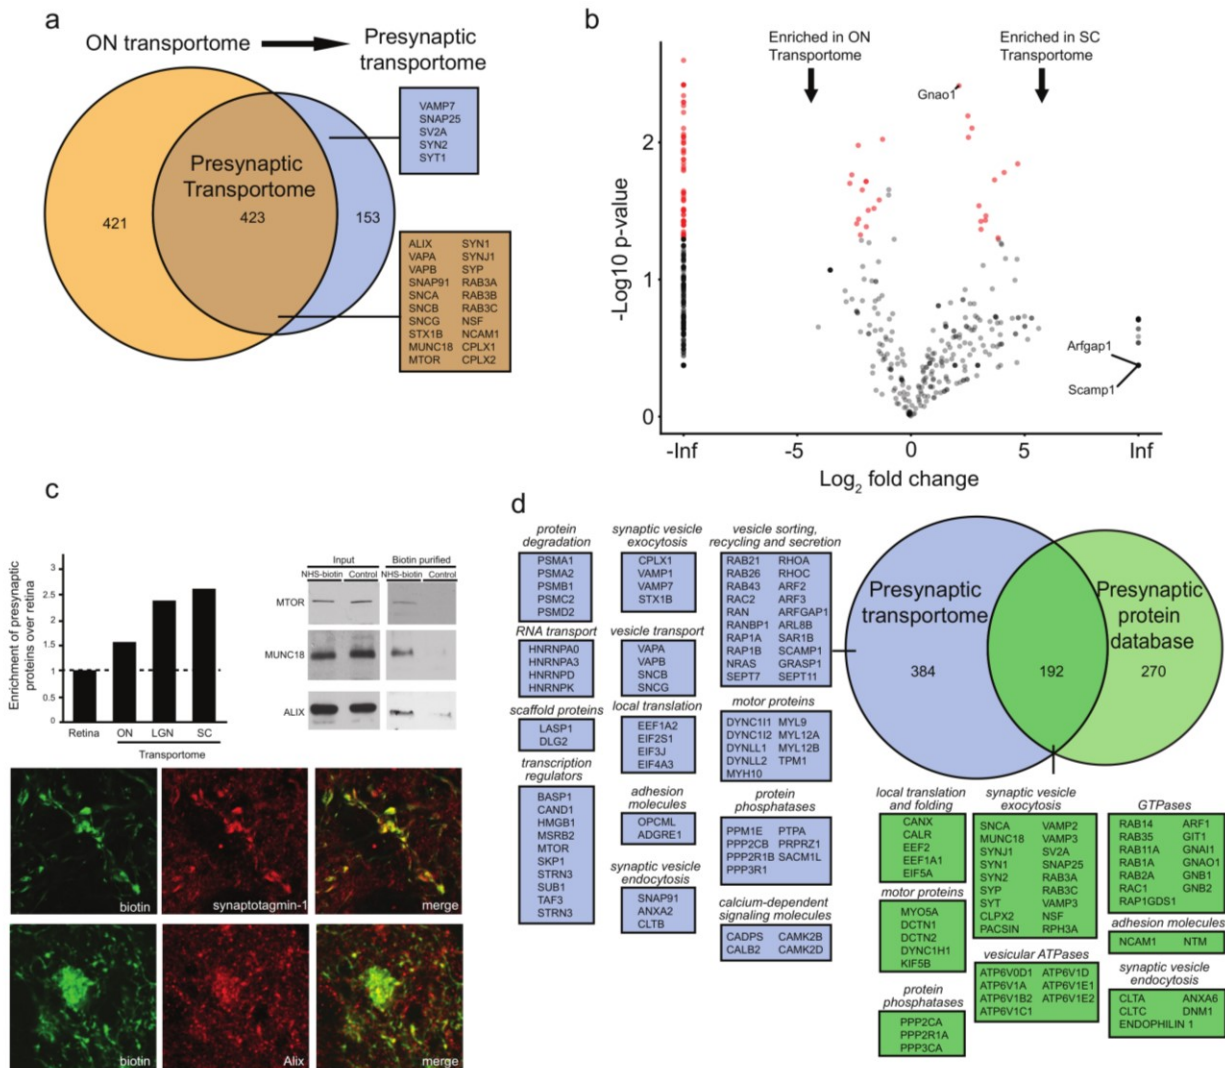 a
ON transportome
Presynaptic
transportome
VAMP7
SNAP25
SV2A
SYN2
SYT1
Presynaptic
Transportome
421
423
153
ALIX SYN1
VAPA SYNJ1
VAPB SYP
SNAP91 RAB3A
SNCA RAB3B
SNCB RAB3C
SNCG NSF
STX1B NCAM1
MUNC18 CPLX1
MTOR CPLX2
b
Enriched in ON
Transportome
Enriched in SC
Transportome
Gnao1
Arfgap1
Scamp1
-Log10 p-value
2
1
0
-Inf
-5
0
5
Inf
Log2 fold change
c
Enrichment of presynaptic
proteins over retina
3
2.5
2
1.5
1
0.5
0
Retina ON LGN SC
Transportome
Input
Biotin purified
NHS-biotin Control NHS-biotin Control
MTOR
MUNC18
ALIX
biotin
synaptotagmin-1
merge
biotin
Alix
merge
d
protein
degradation
PSMA1
PSMA2
PSMB1
PSMC2
PSMD2
RNA transport
HNRNPA0
HNRNPA3
HNRNPD
HNRNPK
scaffold proteins
LASP1
DLG2
transcription
regulators
BASP1
CAND1
HMGB1
MSRB2
MTOR
SKP1
STRN3
SUB1
TAF3
STRN3
synaptic vesicle
exocytosis
CPLX1
VAMP1
VAMP7
STX1B
vesicle transport
VAPA
VAPB
SNCB
SNCG
local translation
EEF1A2
EIF2S1
EIF3J
EIF4A3
adhesion
molecules
OPCML
ADGRE1
synaptic vesicle
endocytosis
SNAP91
ANXA2
CLTB
vesicle sorting,
recycling and secretion
RAB21 RHOA
RAB26 RHOC
RAB43 ARF2
RAC2 ARF3
RAN ARFGAP1
RANBP1 ARL8B
RAP1A SAR1B
RAP1B SCAMP1
NRAS GRASP1
SEPT7 SEPT11
motor proteins
DYNC1I1 MYL9
DYNC1I2 MYL12A
DYNLL1 MYL12B
DYNLL2 TPM1
MYH10
protein
phosphatases
PPM1E PTPA
PPP2CB PRPRZ1
PPP2R1B SACM1L
PPP3R1
calcium-dependent
signaling molecules
CADPS CAMK2B
CALB2 CAMK2D
Presynaptic
transportome
384
192
Presynaptic
protein
database
270
local translation
and folding
CANX
CALR
EEF2
EEF1A1
EIF5A
motor proteins
MYO5A
DCTN1
DCTN2
DYNC1H1
KIF5B
protein
phosphatases
PPP2CA
PPP2R1A
PPP3CA
synaptic vesicle
exocytosis
SNCA VAMP2
MUNC18 VAMP3
SYNJ1 SV2A
SYN1 SNAP25
SYN2 RAB3A
SYP RAB3C
SYT VAMP3
CLPX2 NSF
PACSIN RPH3A
vesicular ATPases
ATP6V0D1 ATP6V1D
ATP6V1A ATP6V1E1
ATP6V1B2 ATP6V1E2
ATP6V1C1
GTPases
RAB14 ARF1
RAB35 GIT1
RAB11A GNAI1
RAB1A GNAO1
RAB2A GNB1
RAC1 GNB2
RAP1GDS1
adhesion molecules
NCAM1 NTM
synaptic vesicle
endocytosis
CLTA ANXA6
CLTC DNM1
ENDOPHILIN 1